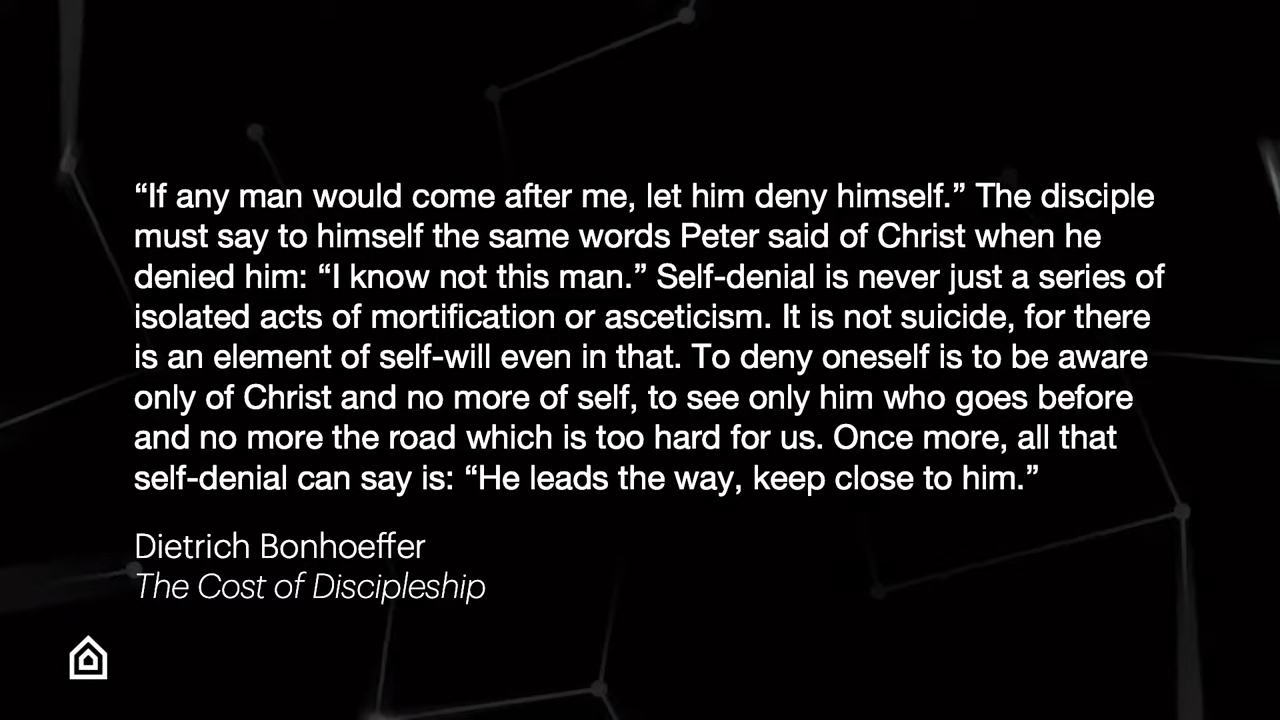 “If any man would come after me, let him deny himself.” The disciple
must say to himself the same words Peter said of Christ when he
denied him: “I know not this man.” Self-denial is never just a series of
isolated acts of mortification or asceticism. It is not suicide, for there
is an element of self-will even in that. To deny oneself is to be aware
only of Christ and no more of self, to see only him who goes before
and no more the road which is too hard for us. Once more, all that
self-denial can say is: “He leads the way, keep close to him.”
Dietrich Bonhoeffer
The Cost of Discipleship